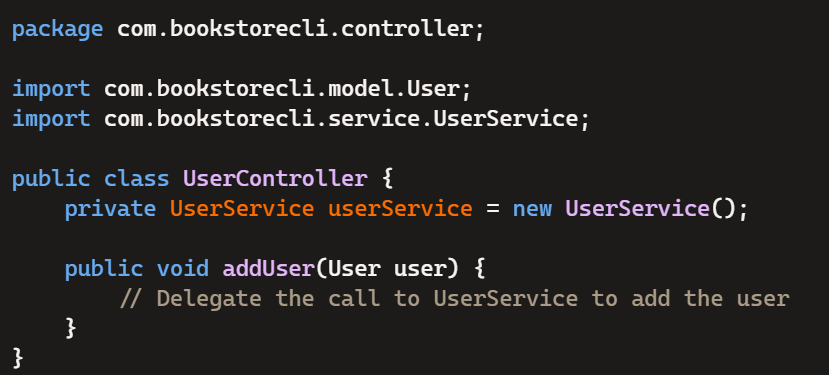 package com.bookstorecli.controller;

import com.bookstorecli.model.User;
import com.bookstorecli.service.UserService;

public class UserController {
    private UserService userService = new UserService();

    public void addUser(User user) {
        // Delegate the call to UserService to add the user
    }
}